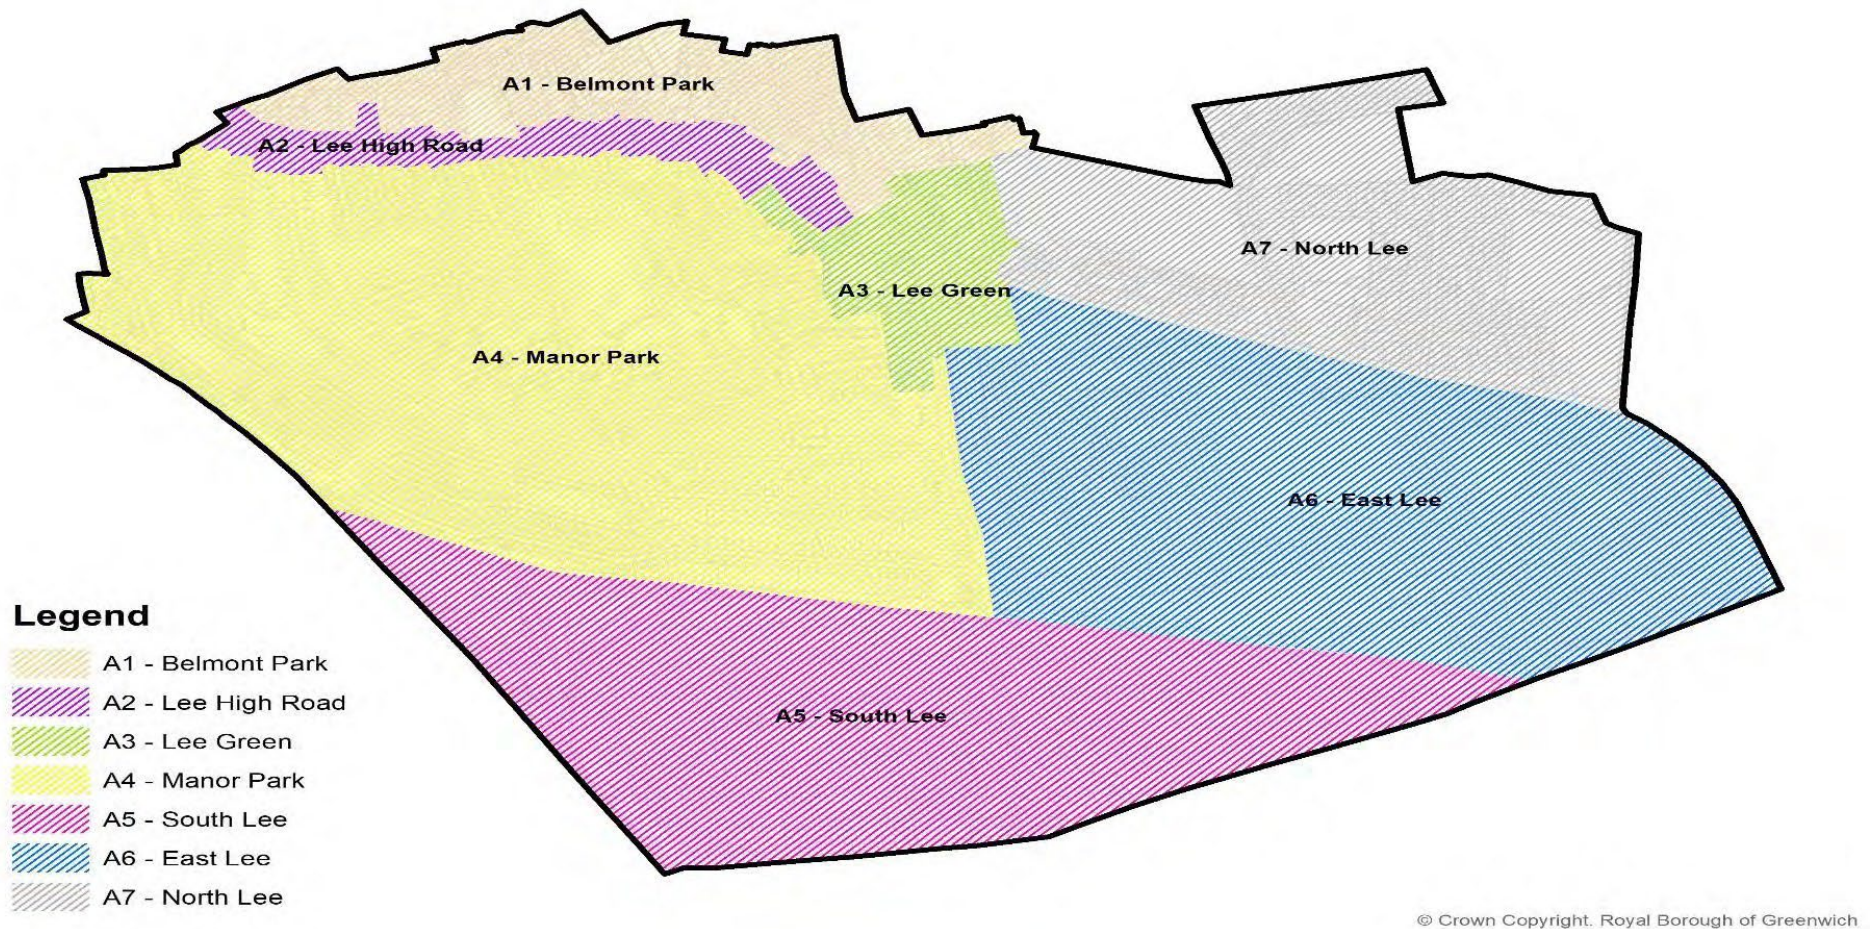 A1 - Belmont Park
A2 - Lee High Road
A7 - North Lee
A3 - Lee Green
A4 - Manor Park
A6 - East Lee
A5 - South Lee
Legend
A1 - Belmont Park
A2 - Lee High Road
A3 - Lee Green
A4 - Manor Park
A5 - South Lee
A6 - East Lee
A7 - North Lee
© Crown Copyright. Royal Borough of Greenwich